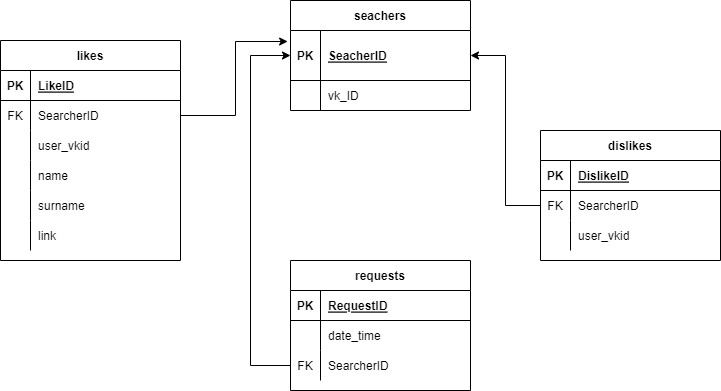 seachers
PK SeacherID
vk_ID
likes
PK LikeID
FK SearcherID
user_vkid
name
surname
link
dislikes
PK DislikeID
FK SearcherID
user_vkid
requests
PK RequestID
date_time
FK SearcherID